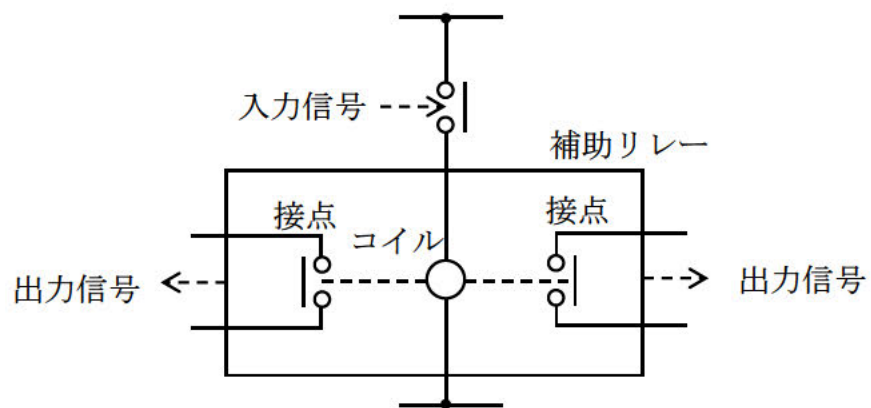 入力信号
補助リレー
接点
接点
コイル
出力信号
出力信号